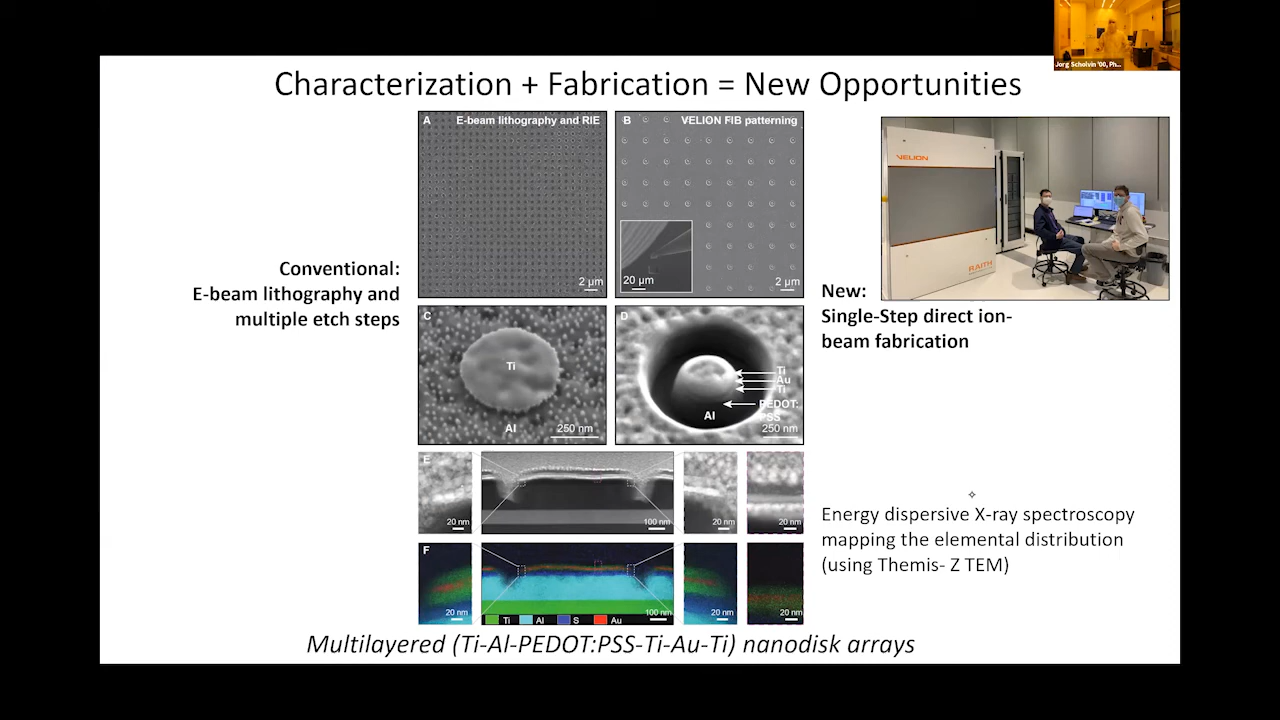 Jorg Scholvin '00, Ph...
Characterization + Fabrication = New Opportunities
A
E-beam lithography and RIE
2 µm
B
VELION FIB patterning
20 µm
2 µm
VELION
RAITH
Conventional:
E-beam lithography and
multiple etch steps
New:
Single-Step direct ion-
beam fabrication
C
Ti
Al
250 nm
D
Ti
Au
Ti
PEDOT:
PSS
Al
250 nm
E
20 nm
100 nm
20 nm
20 nm
F
20 nm
Ti Al S Au
100 nm
20 nm
20 nm
Energy dispersive X-ray spectroscopy
mapping the elemental distribution
(using Themis- Z TEM)
Multilayered (Ti-Al-PEDOT:PSS-Ti-Au-Ti) nanodisk arrays